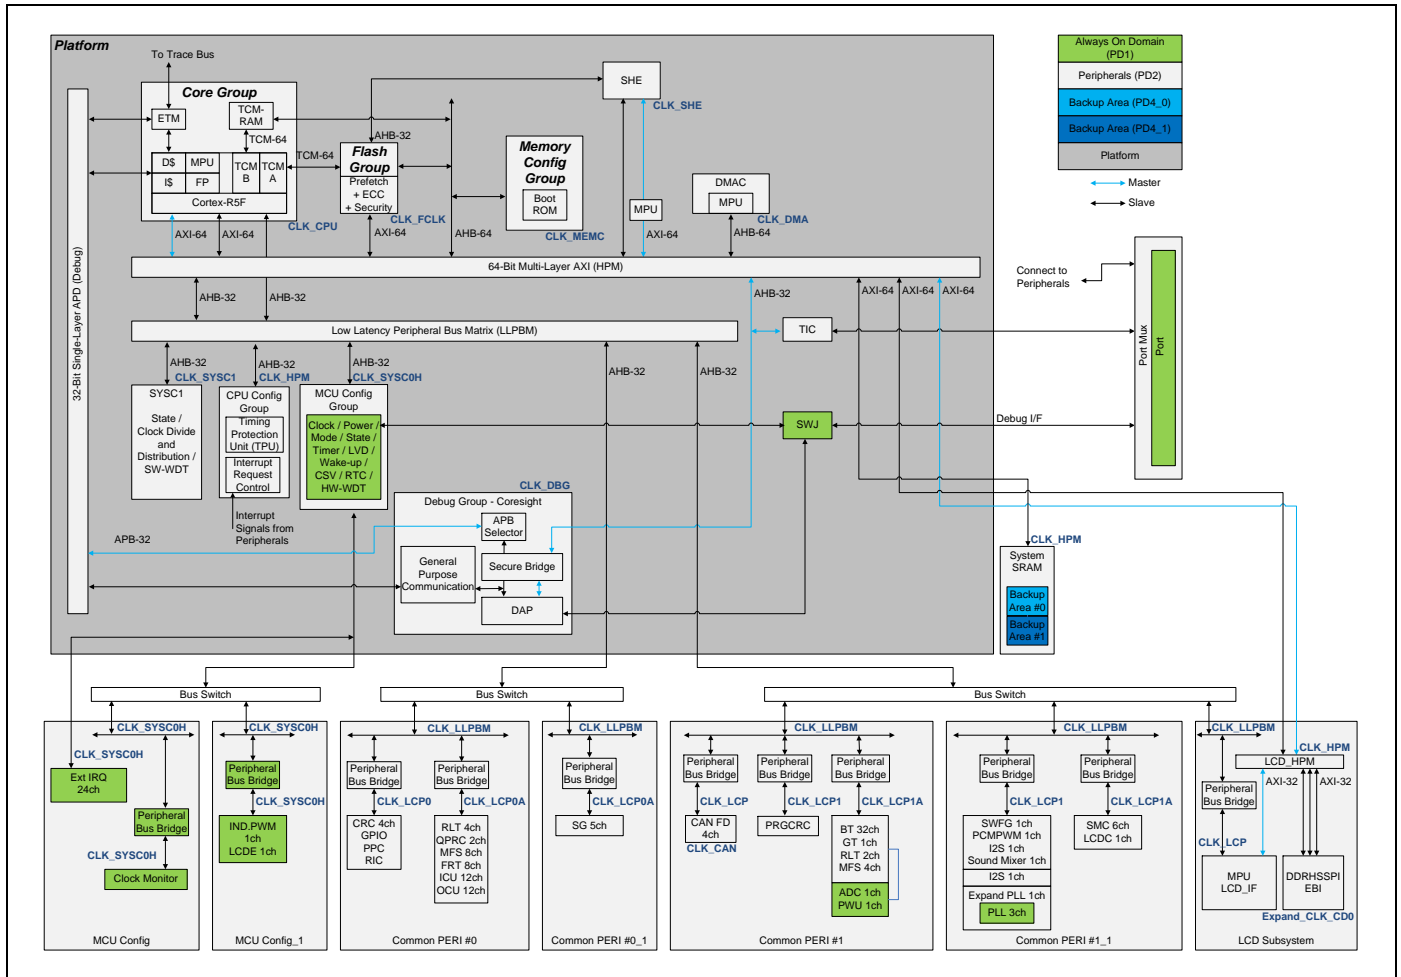 Platform
To Trace Bus
Core Group
ETM
TCM-
RAM
TCM-64
D$
MPU
I$
FP
TCM
B
TCM
A
Cortex-R5F
CLK_CPU
AXI-64
AXI-64
TCM-64
AHB-32
Flash
Group
Prefetch
+ ECC
+ Security
CLK_FCLK
AXI-64
AHB-64
Memory
Config
Group
Boot
ROM
CLK_MEMC
SHE
CLK_SHE
MPU
AXI-64
DMAC
MPU
CLK_DMA
AHB-64
32-Bit Single-Layer APD (Debug)
64-Bit Multi-Layer AXI (HPM)
AHB-32
AHB-32
AHB-32
AXI-64
AXI-64
AXI-64
Low Latency Peripheral Bus Matrix (LLPBM)
TIC
AHB-32
AHB-32
AHB-32
AHB-32
AHB-32
CLK_SYSC1
CLK_HPM
CLK_SYSC0H
SYSC1
State /
Clock Divide
and
Distribution /
SW-WDT
CPU Config
Group
Timing
Protection
Unit (TPU)
Interrupt
Request
Control
Interrupt
Signals from
Peripherals
MCU Config
Group
Clock / Power /
Mode / State /
Timer / LVD /
Wake-up /
CSV / RTC /
HW-WDT
SWJ
Debug I/F
CLK_DBG
Debug Group - Coresight
APB
Selector
General
Purpose
Communication
Secure Bridge
DAP
APB-32
Always On Domain
(PD1)
Peripherals (PD2)
Backup Area (PD4_0)
Backup Area (PD4_1)
Platform
Master
Slave
Connect to
Peripherals
Port Mux
Port
CLK_HPM
System
SRAM
Backup
Area #0
Backup
Area #1
Bus Switch
Bus Switch
Bus Switch
CLK_SYSC0H
CLK_SYSC0H
Ext IRQ
24ch
Peripheral
Bus Bridge
CLK_SYSC0H
Clock Monitor
MCU Config
CLK_SYSC0H
Peripheral
Bus Bridge
CLK_SYSC0H
IND.PWM
1ch
LCDE 1ch
MCU Config_1
CLK_LLPBM
Peripheral
Bus Bridge
Peripheral
Bus Bridge
CLK_LCP0
CLK_LCP0A
CRC 4ch
GPIO
PPC
RIC
RLT 4ch
QPRC 2ch
MFS 8ch
FRT 8ch
ICU 12ch
OCU 12ch
Common PERI #0
CLK_LLPBM
Peripheral
Bus Bridge
CLK_LCP0A
SG 5ch
Common PERI #0_1
CLK_LLPBM
Peripheral
Bus Bridge
Peripheral
Bus Bridge
Peripheral
Bus Bridge
CLK_LCP
CLK_LCP1
CLK_LCP1A
CAN FD
4ch
CLK_CAN
PRGCRC
BT 32ch
GT 1ch
RLT 2ch
MFS 4ch
ADC 1ch
PWU 1ch
Common PERI #1
CLK_LLPBM
Peripheral
Bus Bridge
Peripheral
Bus Bridge
CLK_LCP1
CLK_LCP1A
SWFG 1ch
PCMPWM 1ch
I2S 1ch
Sound Mixer 1ch
I2S 1ch
Expand PLL 1ch
PLL 3ch
SMC 6ch
LCDC 1ch
Common PERI #1_1
CLK_LLPBM
CLK_HPM
LCD_HPM
AXI-32
AXI-32
Peripheral
Bus Bridge
CLK_LCP
MPU
LCD_IF
DDRHSSPI
EBI
Expand_CLK_CD0
LCD Subsystem